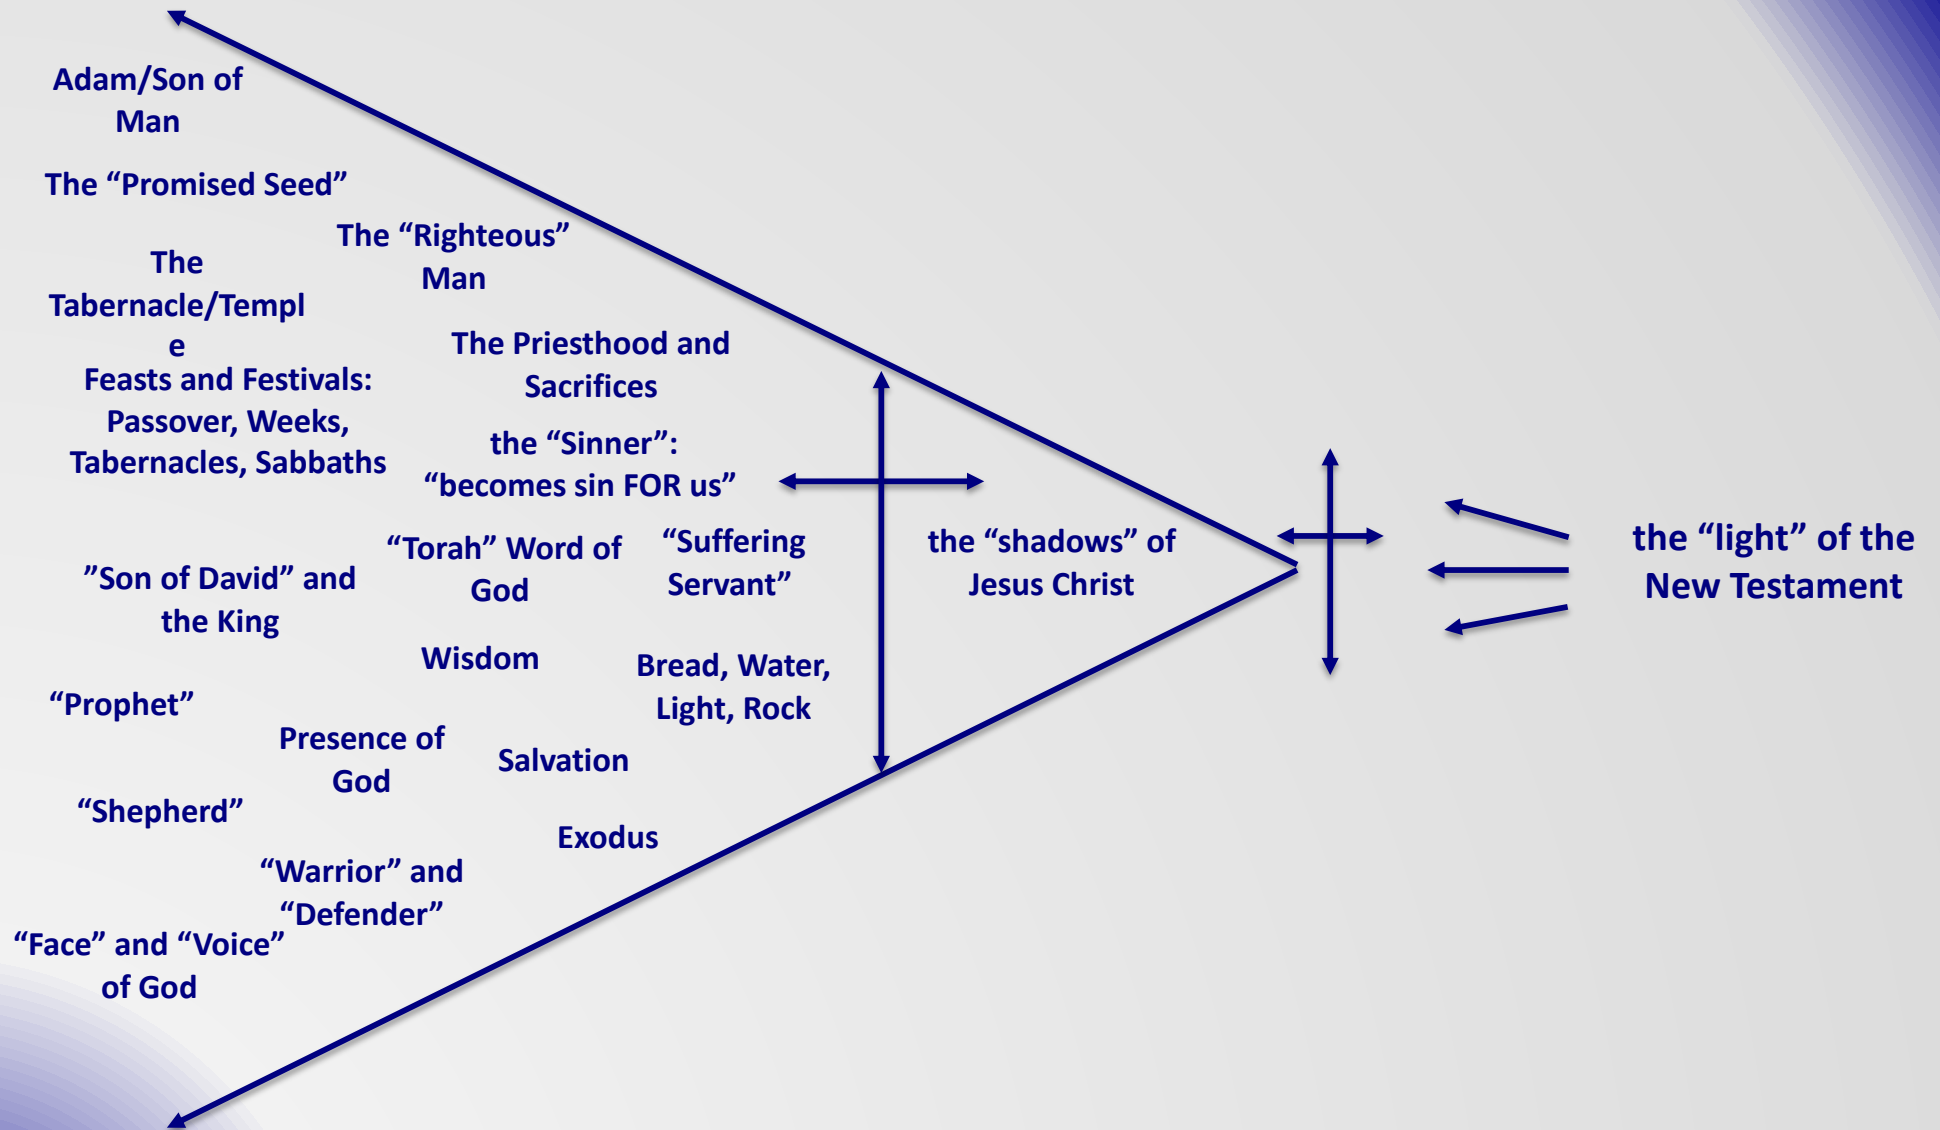 Adam/Son of
Man
The “Promised Seed”
The “Righteous”
Man
The
Tabernacle/Templ
e
The Priesthood and
Sacrifices
Feasts and Festivals:
Passover, Weeks,
Tabernacles, Sabbaths
the “Sinner”:
“becomes sin FOR us”
“Torah” Word of
God
“Suffering
Servant”
the “shadows” of
Jesus Christ
the “light” of the
New Testament
”Son of David” and
the King
Wisdom
Bread, Water,
Light, Rock
“Prophet”
Presence of
God
Salvation
“Shepherd”
Exodus
“Warrior” and
“Defender”
“Face” and “Voice”
of God